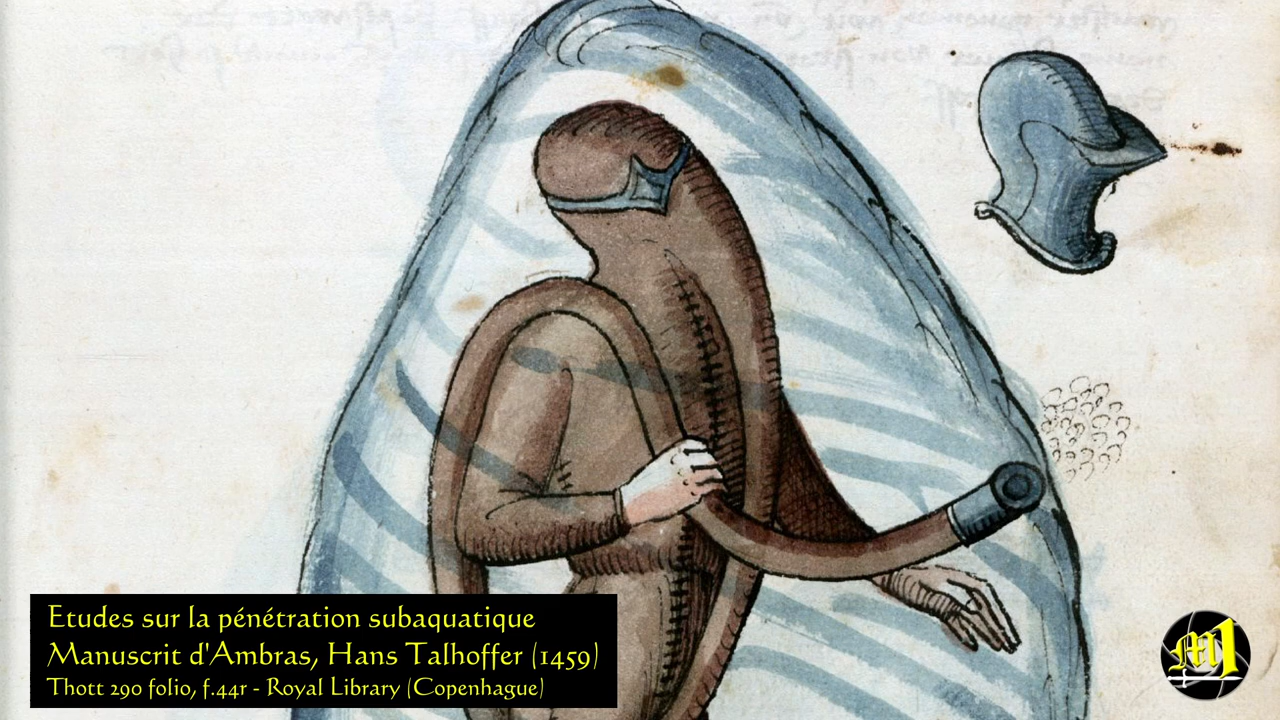 Etudes sur la pénétration subaquatique
Manuscrit d'Ambras, Hans Talhoffer (1459)
Thott 290 folio, f.44r - Royal Library (Copenhague)